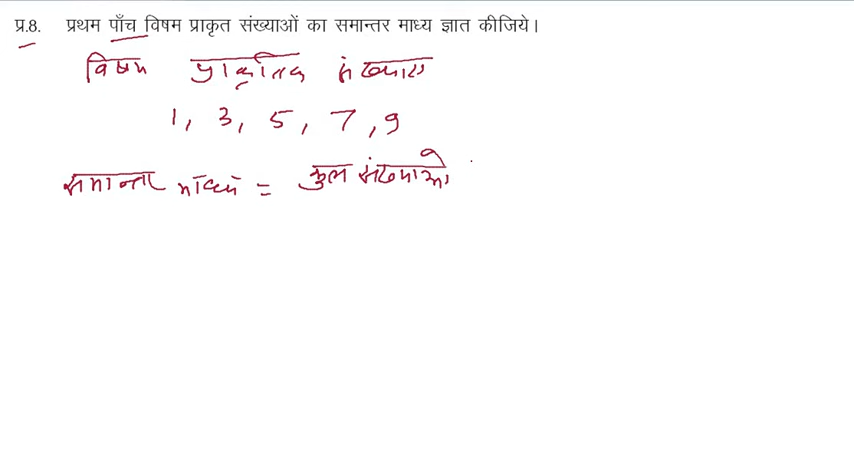 प्र.8. प्रथम पाँच विषम प्राकृत संख्याओं का समान्तर माध्य ज्ञात कीजिये।
विषम प्राकृतिक संख्याए
1, 3, 5, 7, 9
समान्तर माध्य = कुल संख्याओ